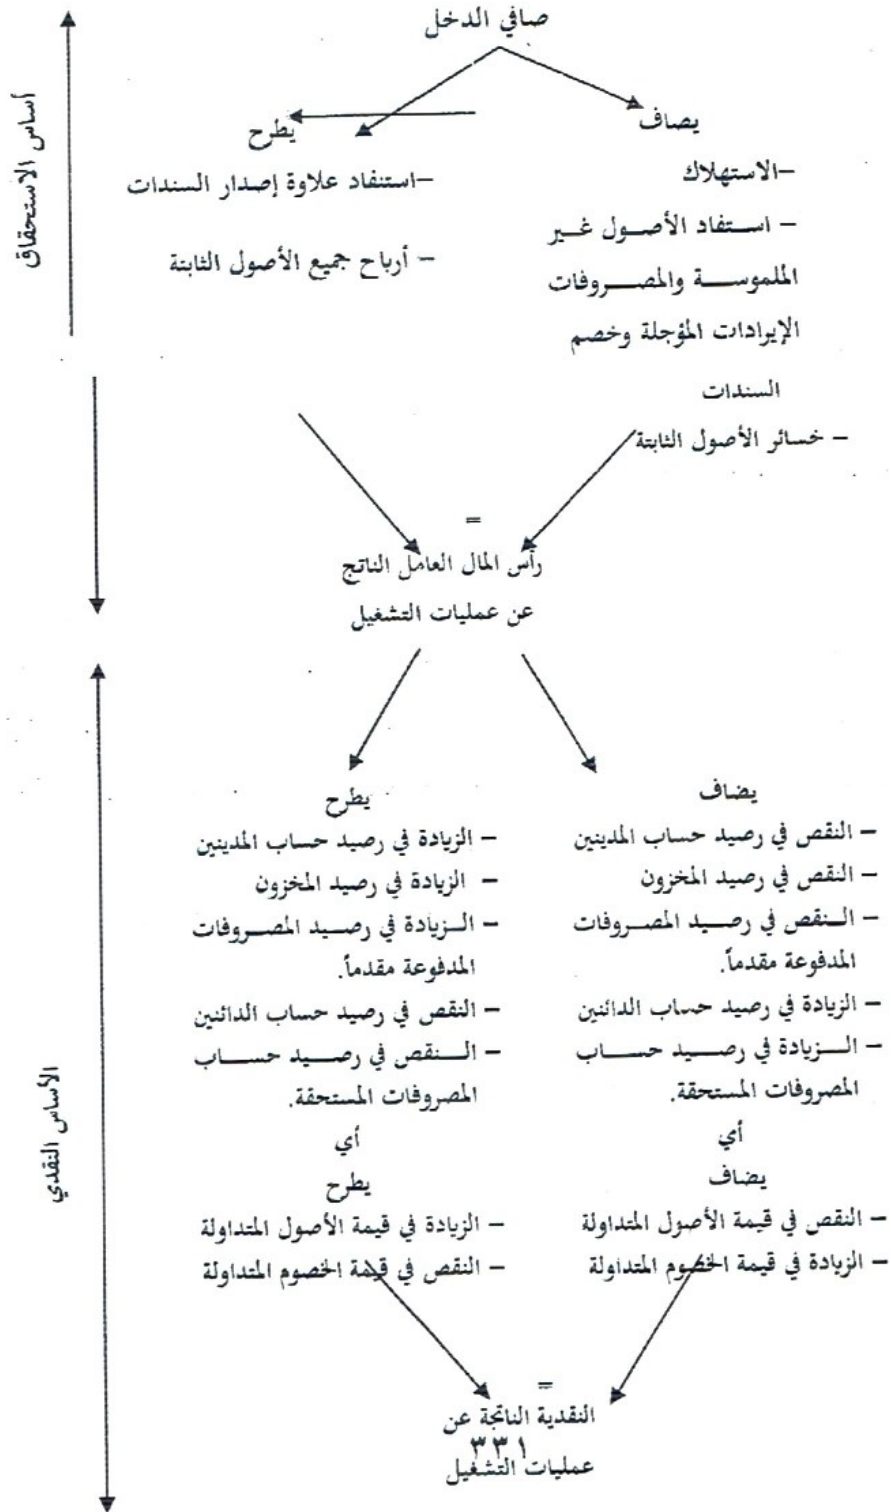 صافي الدخل
يضاف
-الاستهلاك
- استفاد الأصول غير
الملموسة والمصروفات
الإيرادات المؤجلة وخصم
السندات
- خسائر الأصول الثابتة
يطرح
-استنفاد علاوة إصدار السندات
- أرباح جميع الأصول الثابتة
أساس الاستحقاق
=
رأس المال العامل الناتج
عن عمليات التشغيل
يضاف
- النقص في رصيد حساب المدينين
- النقص في رصيد المخزون
- النقص في رصيد المصروفات
المدفوعة مقدماً.
- الزيادة في رصيد حساب الدائنين
- الزيادة في رصيد حساب
المصروفات المستحقة.
أي
يضاف
- النقص في قيمة الأصول المتداولة
- الزيادة في قيمة الخصوم المتداولة
يطرح
- الزيادة في رصيد حساب المدينين
- الزيادة في رصيد المخزون
- الزيادة في رصيد المصروفات
المدفوعة مقدماً.
- النقص في رصيد حساب الدائنين
- النقص في رصيد حساب
المصروفات المستحقة.
أي
يطرح
- الزيادة في قيمة الأصول المتداولة
- النقص في قيمة الخصوم المتداولة
الأساس النقدي
=
النقدية الناتجة عن
عمليات التشغيل
٣٣١